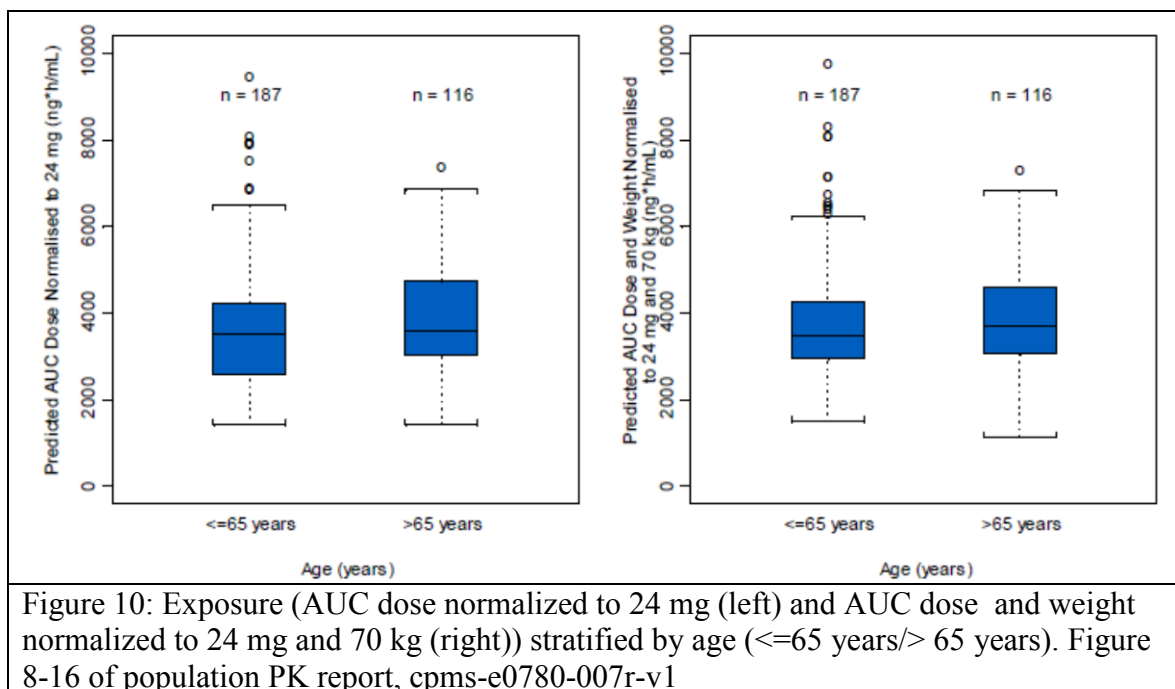 Predicted AUC Dose Normalised to 24 mg (ng*h/mL)
10000
8000
6000
4000
2000
0
n = 187
n = 116
<=65 years
>65 years
Age (years)
Predicted AUC Dose and Weight Normalised
to 24 mg and 70 kg (ng*h/mL)
10000
8000
6000
4000
2000
0
n = 187
n = 116
<=65 years
>65 years
Age (years)
Figure 10: Exposure (AUC dose normalized to 24 mg (left) and AUC dose and weight
normalized to 24 mg and 70 kg (right)) stratified by age (<=65 years/> 65 years). Figure
8-16 of population PK report, cpms-e0780-007r-v1